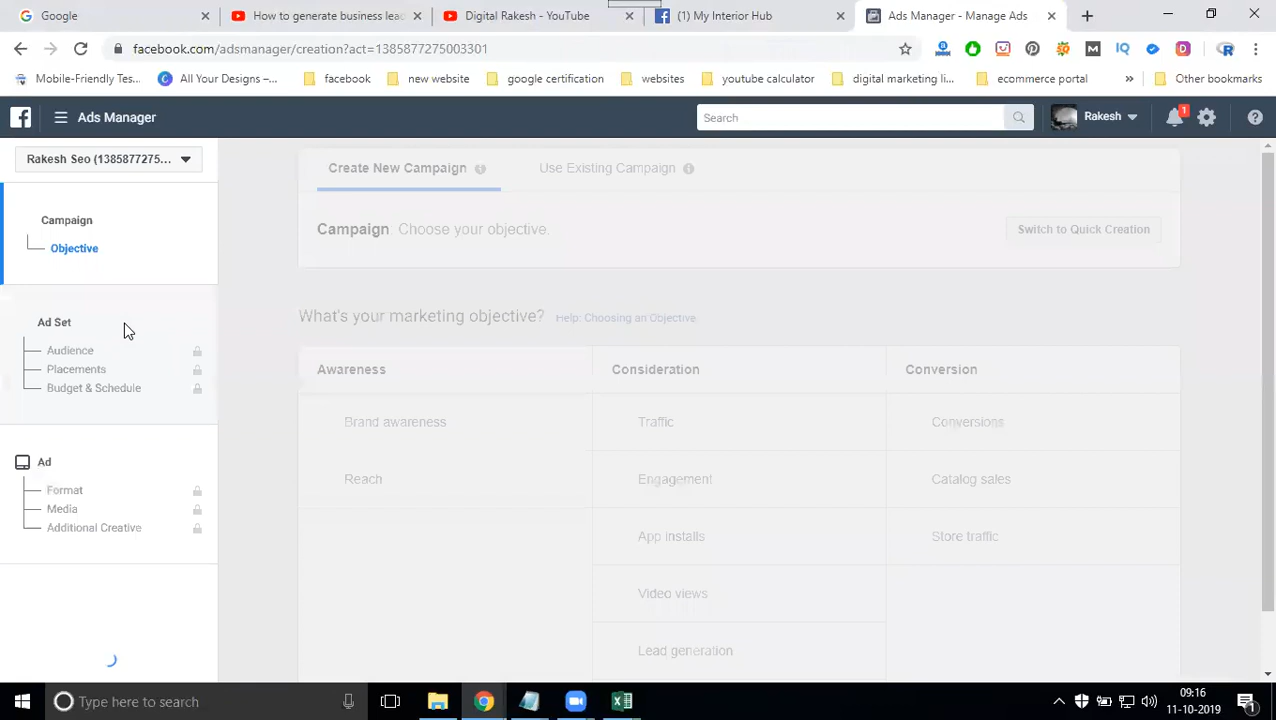 Google
How to generate business lea
Digital Rakesh - YouTube
(1) My Interior Hub
Ads Manager - Manage Ads
facebook.com/adsmanager/creation?act=1385877275003301
Mobile-Friendly Tes...
All Your Designs –...
facebook
new website
google certification
websites
youtube calculator
digital marketing li...
ecommerce portal
Other bookmarks
Ads Manager
Search
Rakesh
1
Rakesh Seo (1385877275...
Create New Campaign
Use Existing Campaign
Campaign
Objective
Campaign Choose your objective.
Switch to Quick Creation
What's your marketing objective? Help: Choosing an Objective.
Ad Set
Audience
Placements
Budget & Schedule
Awareness
Consideration
Conversion
Brand awareness
Traffic
Conversions
Reach
Engagement
Catalog sales
App installs
Store traffic
Video views
Lead generation
Ad
Format
Media
Additional Creative
Type here to search
09:16
11-10-2019
1